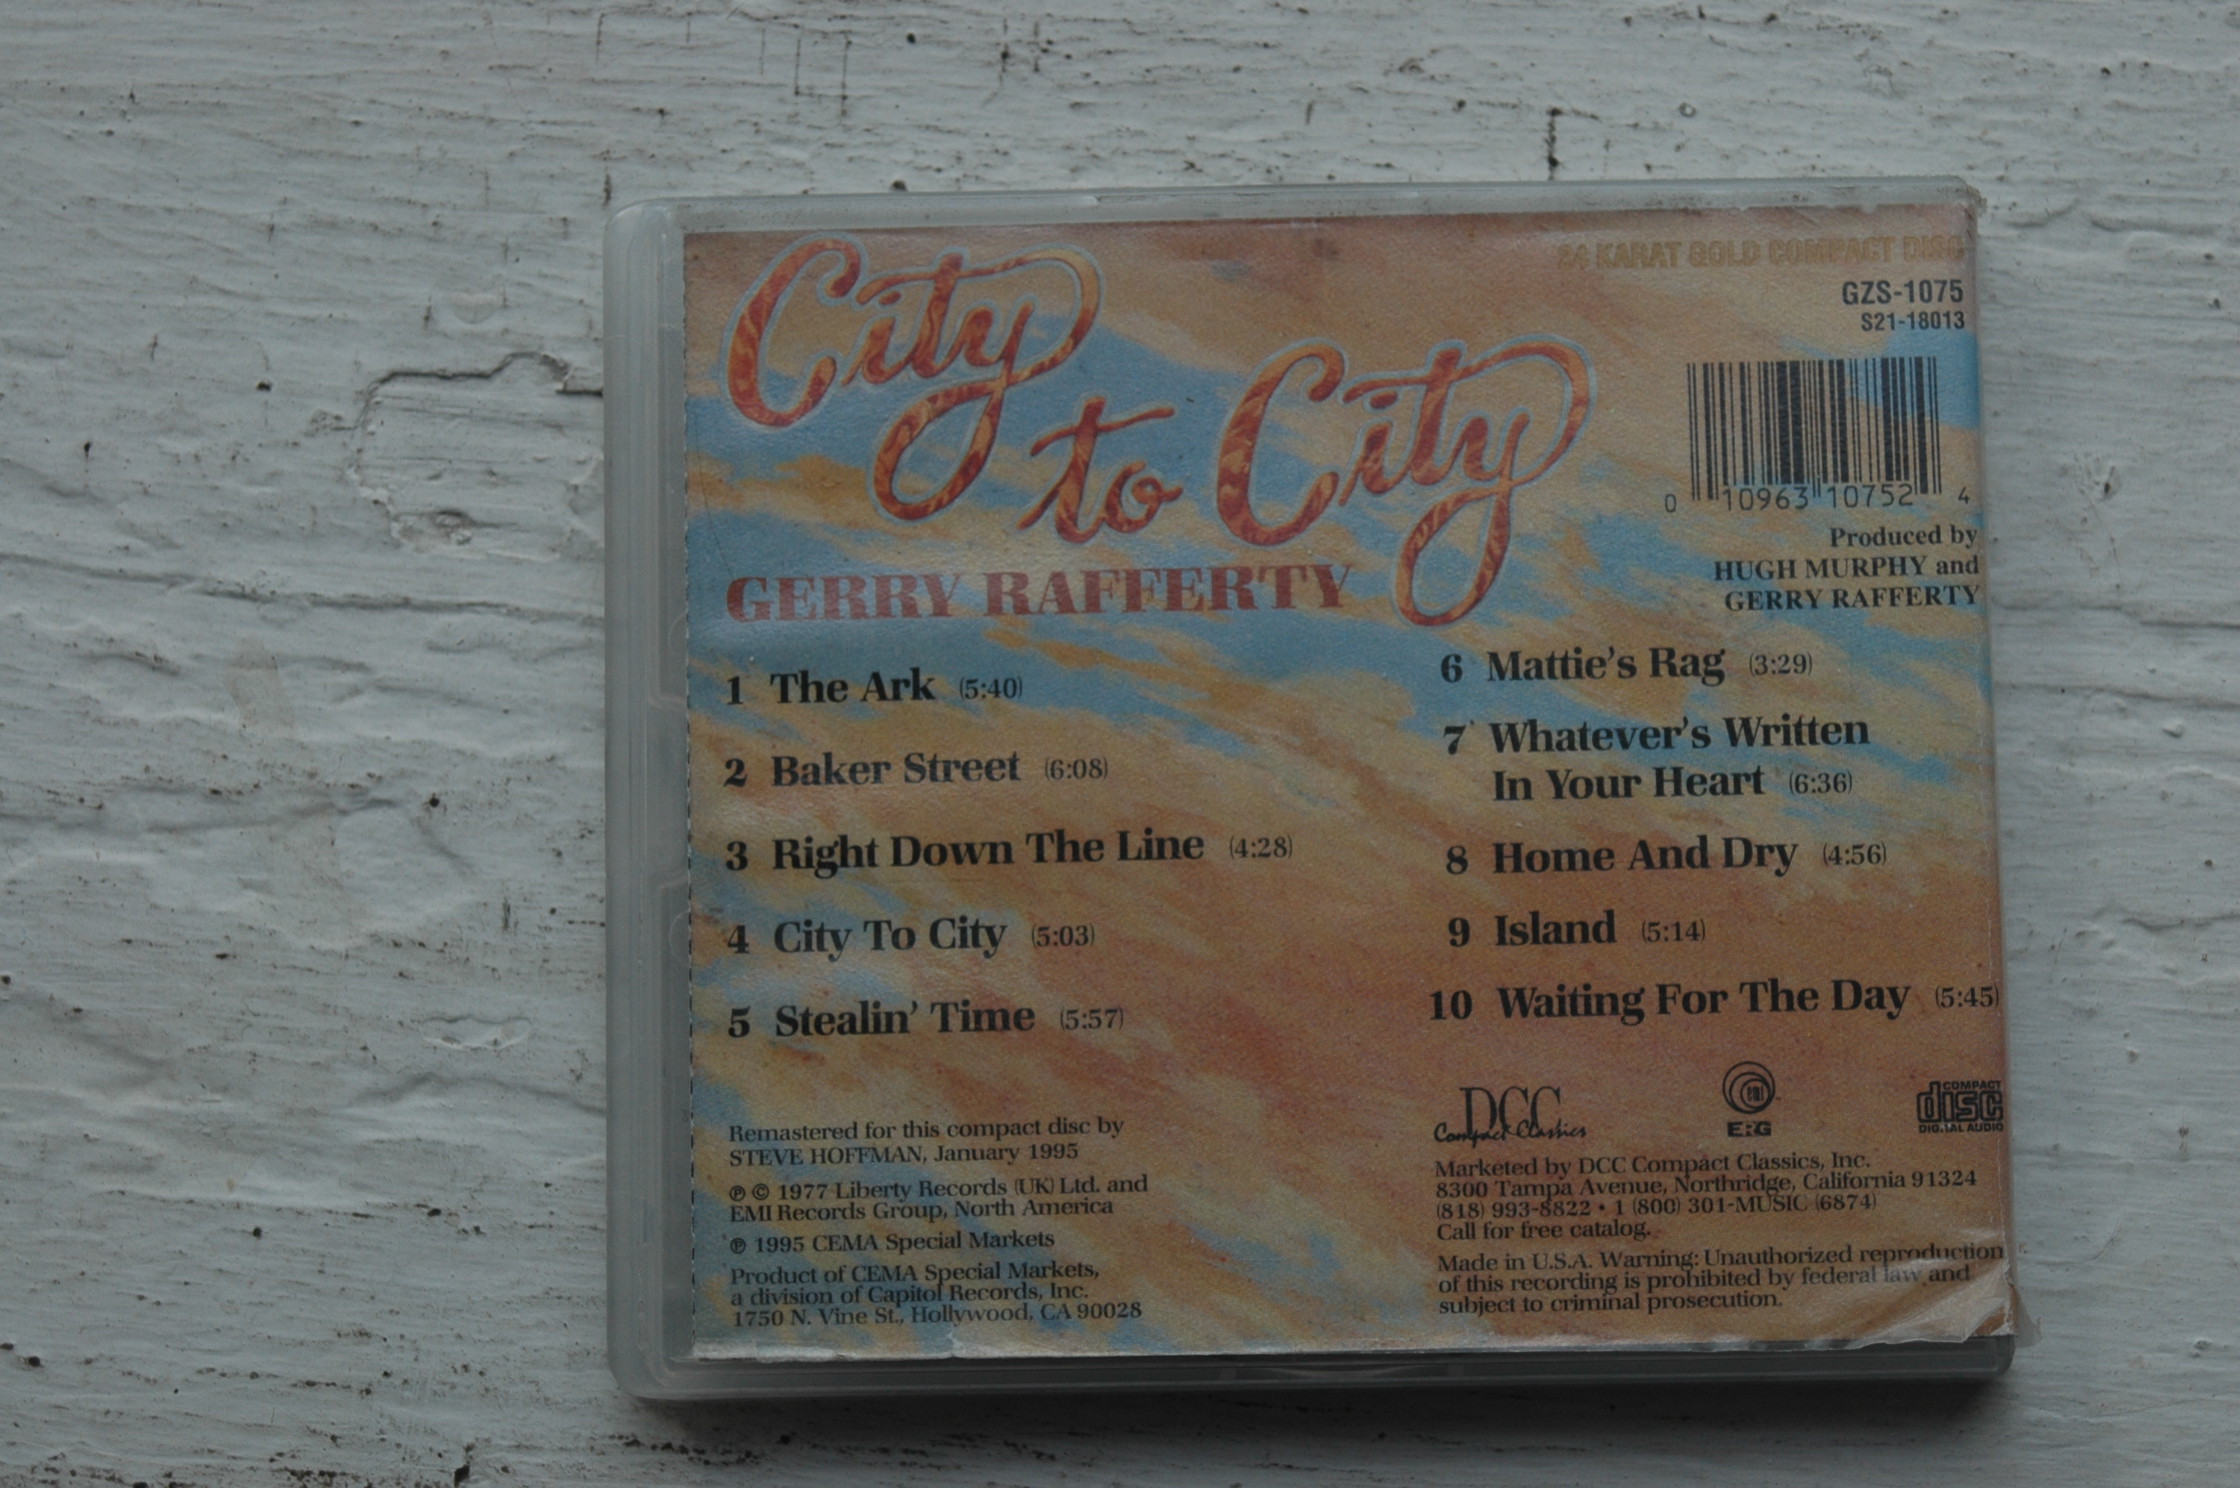 City
to City
24 KARAT GOLD COMPACT DISC
GZS-1075
S21-18013
0 10963 10752 4
Produced by
HUGH MURPHY and
GERRY RAFFERTY
GERRY RAFFERTY
1 The Ark (5:40)
2 Baker Street (6:08)
3 Right Down The Line (4:28)
4 City To City (5:03)
5 Stealin' Time (5:57)
6 Mattie's Rag (3:29)
7 Whatever's Written
In Your Heart (6:36)
8 Home And Dry (4:56)
9 Island (5:14)
10 Waiting For The Day (5:45)
Remastered for this compact disc by
STEVE HOFFMAN, January 1995
℗ © 1977 Liberty Records (UK) Ltd. and
EMI Records Group, North America
℗ 1995 CEMA Special Markets
Product of CEMA Special Markets,
a division of Capitol Records, Inc.
1750 N. Vine St., Hollywood, CA 90028
DCC
Compact Classics
EMI
ERG
COMPACT
disc
DIGITAL AUDIO
Marketed by DCC Compact Classics, Inc.
8300 Tampa Avenue, Northridge, California 91324
(818) 993-8822 • 1 (800) 301-MUSIC (6874)
Call for free catalog.
Made in U.S.A. Warning: Unauthorized reproduction
of this recording is prohibited by federal law and
subject to criminal prosecution.